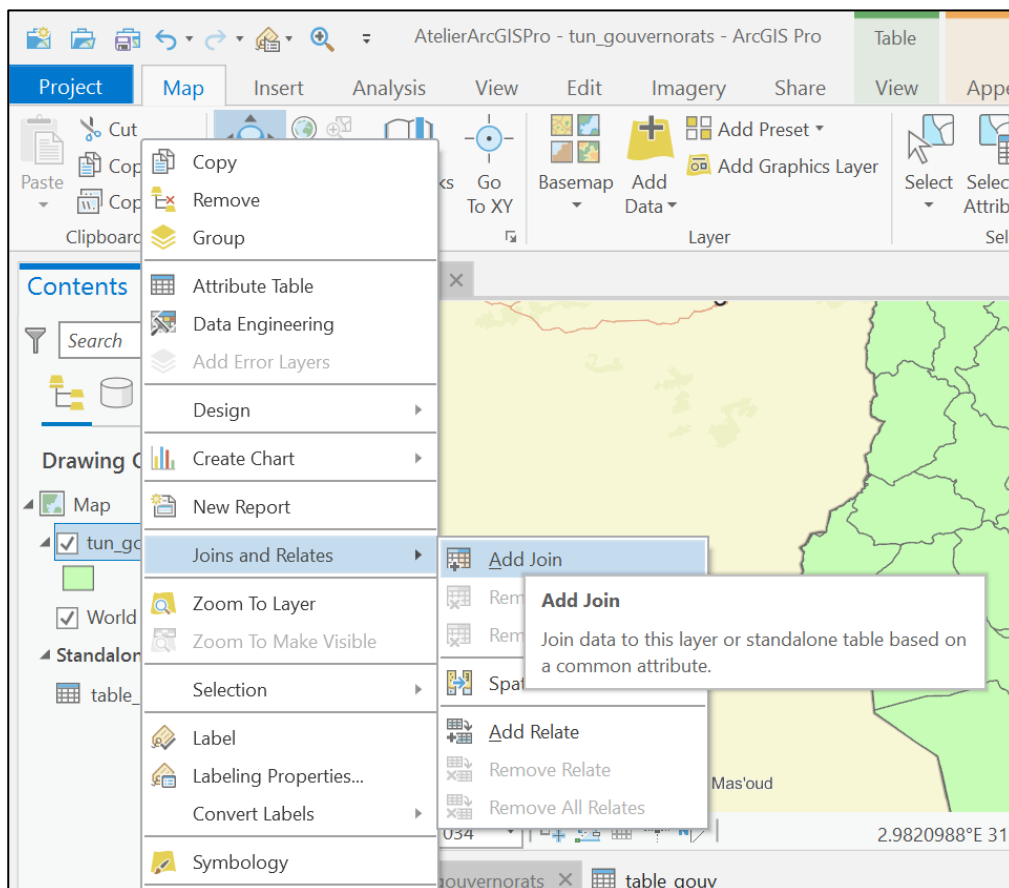 AtelierArcGISPro - tun_gouvernorats - ArcGIS Pro
Table
Project
Map
Insert
Analysis
View
Edit
Imagery
Share
View
Paste
Cut
Clipboard
Go
To XY
Basemap
Add
Data
Add Preset
Add Graphics Layer
Layer
Select
Contents
Search
Map
World
Copy
Remove
Group
Attribute Table
Data Engineering
Add Error Layers
Design
Create Chart
New Report
Joins and Relates
Zoom To Layer
Zoom To Make Visible
Selection
Label
Labeling Properties...
Convert Labels
Symbology
Add Join
Add Join
Join data to this layer or standalone table based on
a common attribute.
Add Relate
Remove Relate
Remove All Relates
Mas'oud
2.9820988°E 31
table_gouv